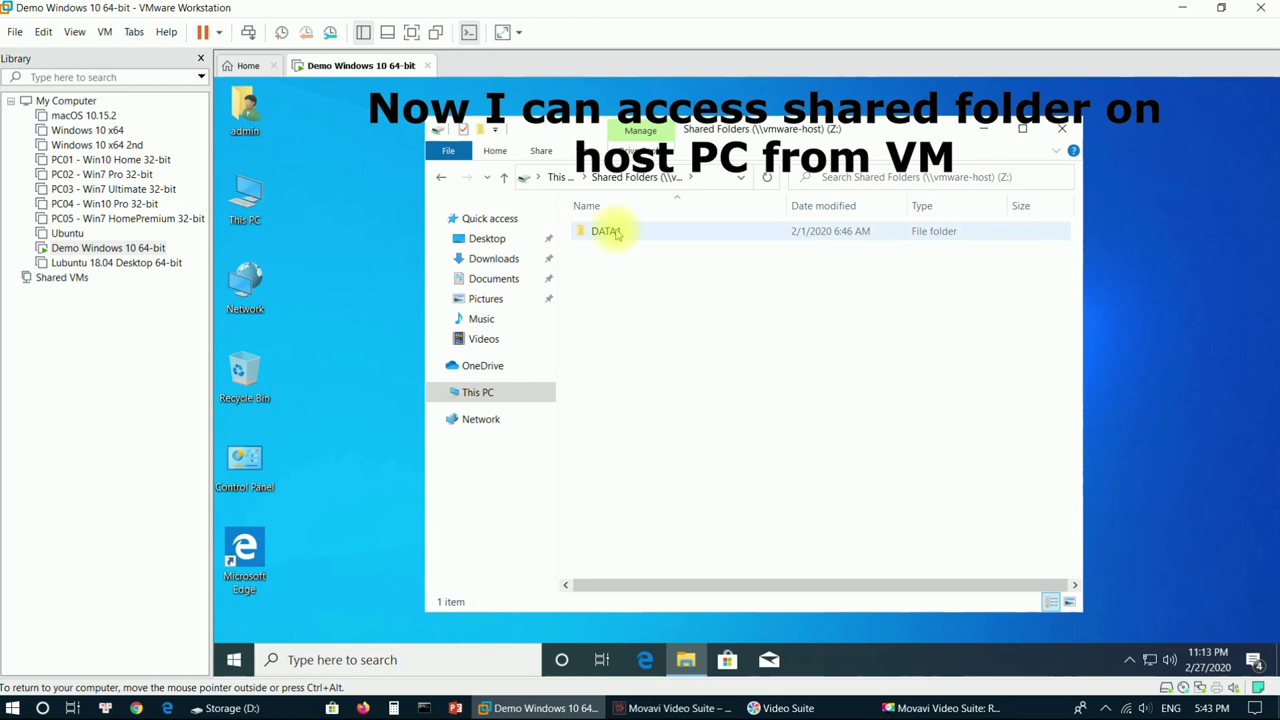 Demo Windows 10 64-bit - VMware Workstation
File Edit View VM Tabs Help
Library
Type here to search
My Computer
macOS 10.15.2
Windows 10 x64
Windows 10 x64 2nd
PC01 - Win10 Home 32-bit
PC02 - Win7 Pro 32-bit
PC03 - Win7 Ultimate 32-bit
PC04 - Win10 Pro 32-bit
PC05 - Win7 HomePremium 32-bit
Ubuntu
Demo Windows 10 64-bit
Lubuntu 18.04 Desktop 64-bit
Shared VMs
Home
Demo Windows 10 64-bit
Now I can access shared folder on
host PC from VM
admin
This PC
Network
Recycle Bin
Control Panel
Microsoft
Edge
Manage
Shared Folders (\\vmware-host) (Z:)
File Home Share
This ... Shared Folders (\\v...
Search Shared Folders (\\vmware-host) (Z:)
Name Date modified Type Size
2/1/2020 6:46 AM File folder
Quick access
Desktop
Downloads
Documents
Pictures
Music
Videos
OneDrive
This PC
Network
1 item
Type here to search
11:13 PM
2/27/2020
4
To return to your computer, move the mouse pointer outside or press Ctrl+Alt.
Storage (D:)
Demo Windows 10 64...
Movavi Video Suite – ...
Video Suite
Movavi Video Suite: R...
ENG
5:43 PM